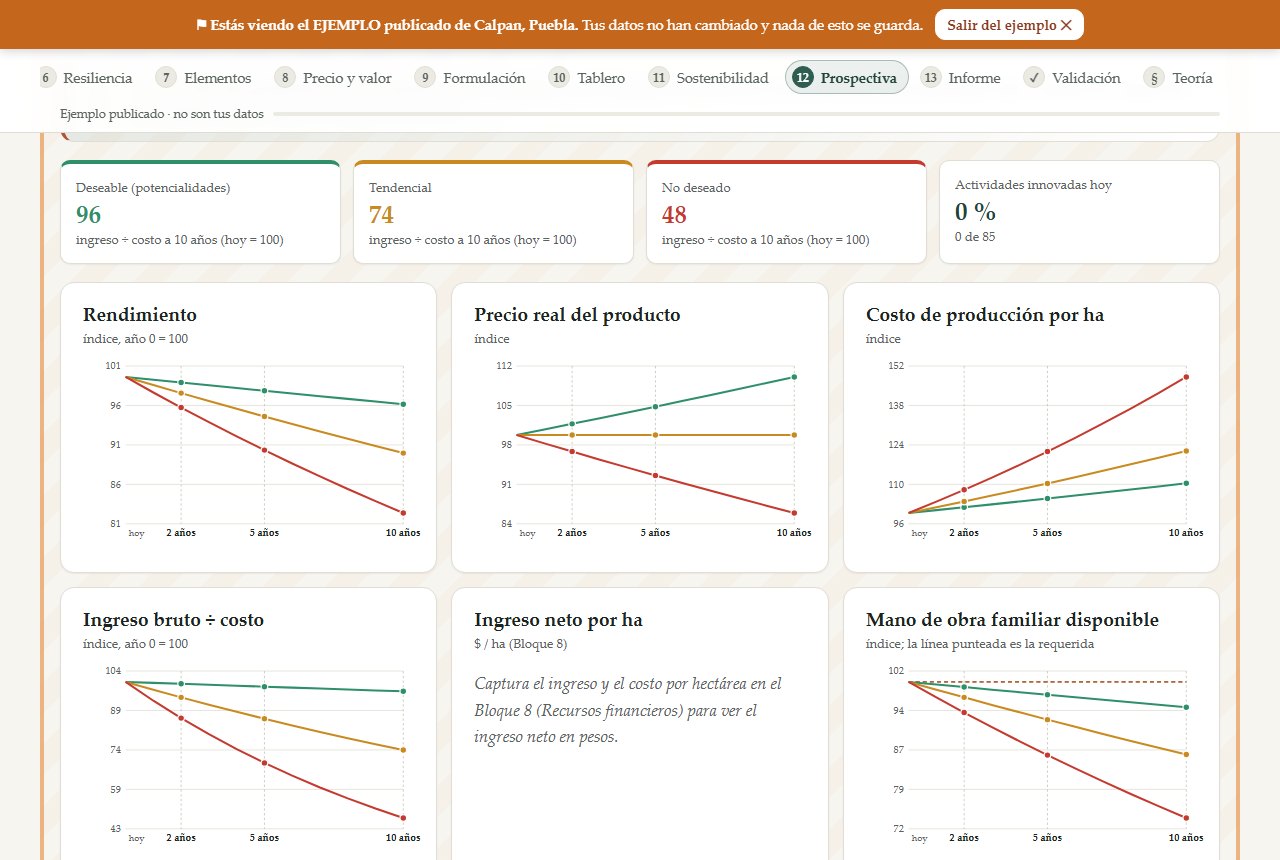 ⚑ Estás viendo el EJEMPLO publicado de Calpan, Puebla. Tus datos no han cambiado y nada de esto se guarda. Salir del ejemplo ✕
6 Resiliencia 7 Elementos 8 Precio y valor 9 Formulación 10 Tablero 11 Sostenibilidad 12 Prospectiva 13 Informe ✓ Validación § Teoría
Ejemplo publicado · no son tus datos
Deseable (potencialidades)
96
ingreso ÷ costo a 10 años (hoy = 100)
Tendencial
74
ingreso ÷ costo a 10 años (hoy = 100)
No deseado
48
ingreso ÷ costo a 10 años (hoy = 100)
Actividades innovadas hoy
0 %
0 de 85
Rendimiento
índice, año 0 = 100
101
96
91
86
81
hoy 2 años 5 años 10 años
Precio real del producto
índice
112
105
98
91
84
hoy 2 años 5 años 10 años
Costo de producción por ha
índice
152
138
124
110
96
hoy 2 años 5 años 10 años
Ingreso bruto ÷ costo
índice, año 0 = 100
104
89
74
59
43
hoy 2 años 5 años 10 años
Ingreso neto por ha
$ / ha (Bloque 8)
Captura el ingreso y el costo por hectárea en el
Bloque 8 (Recursos financieros) para ver el
ingreso neto en pesos.
Mano de obra familiar disponible
índice; la línea punteada es la requerida
102
94
87
79
72
hoy 2 años 5 años 10 años